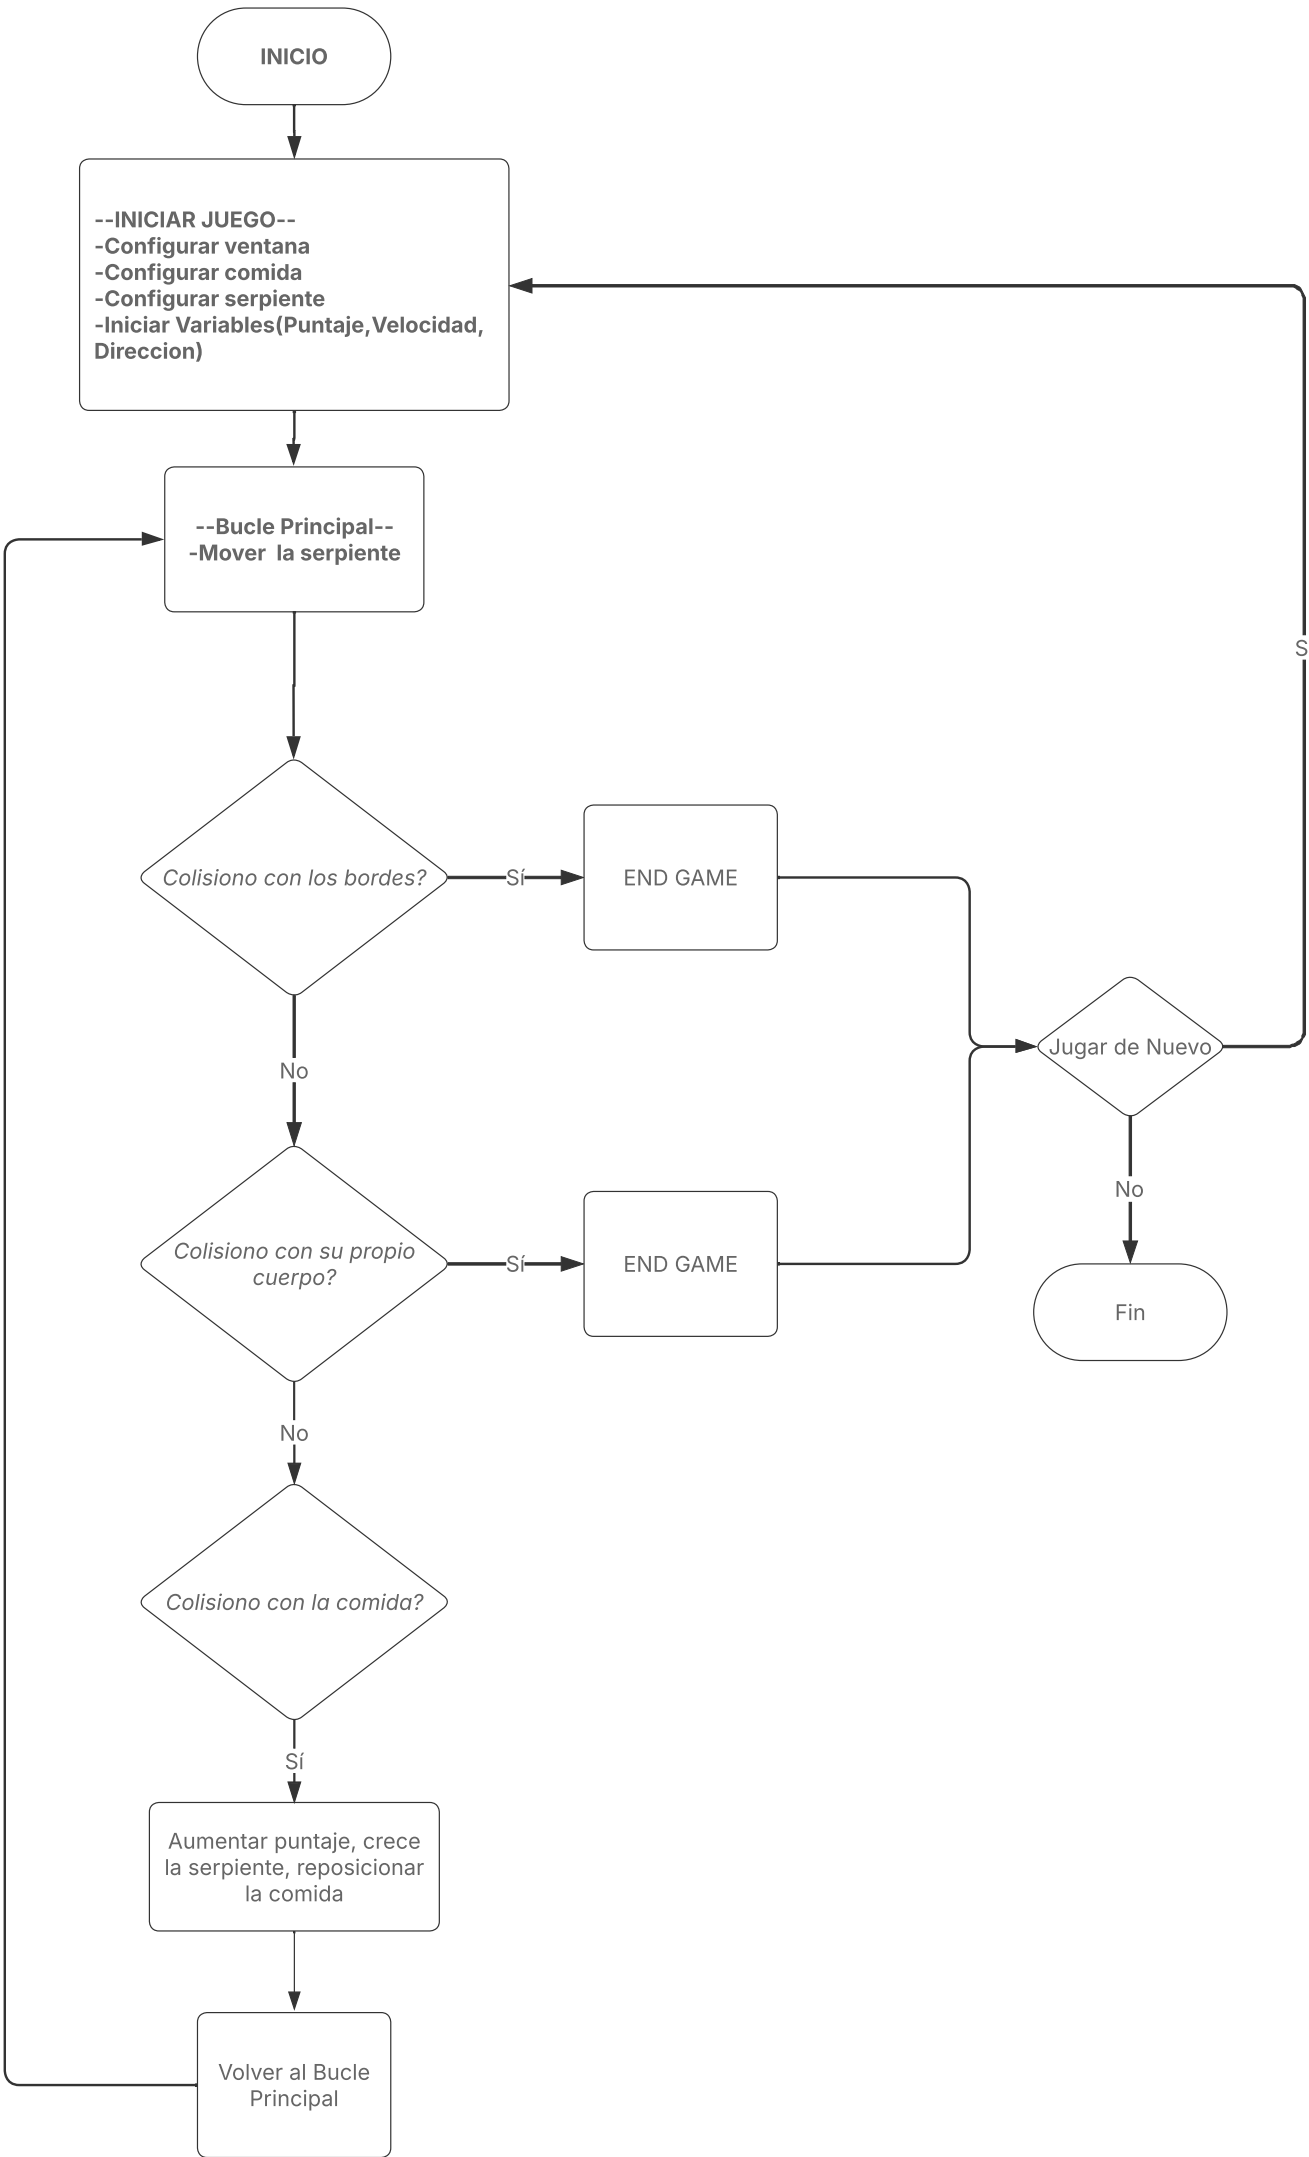 INICIO
--INICIAR JUEGO--
-Configurar ventana
-Configurar comida
-Configurar serpiente
-Iniciar Variables(Puntaje,Velocidad,
Direccion)
--Bucle Principal--
-Mover  la serpiente
S
Colisiono con los bordes?
Sí
END GAME
Jugar de Nuevo
No
No
Colisiono con su propio
cuerpo?
Sí
END GAME
Fin
No
Colisiono con la comida?
Sí
Aumentar puntaje, crece
la serpiente, reposicionar
la comida
Volver al Bucle
Principal